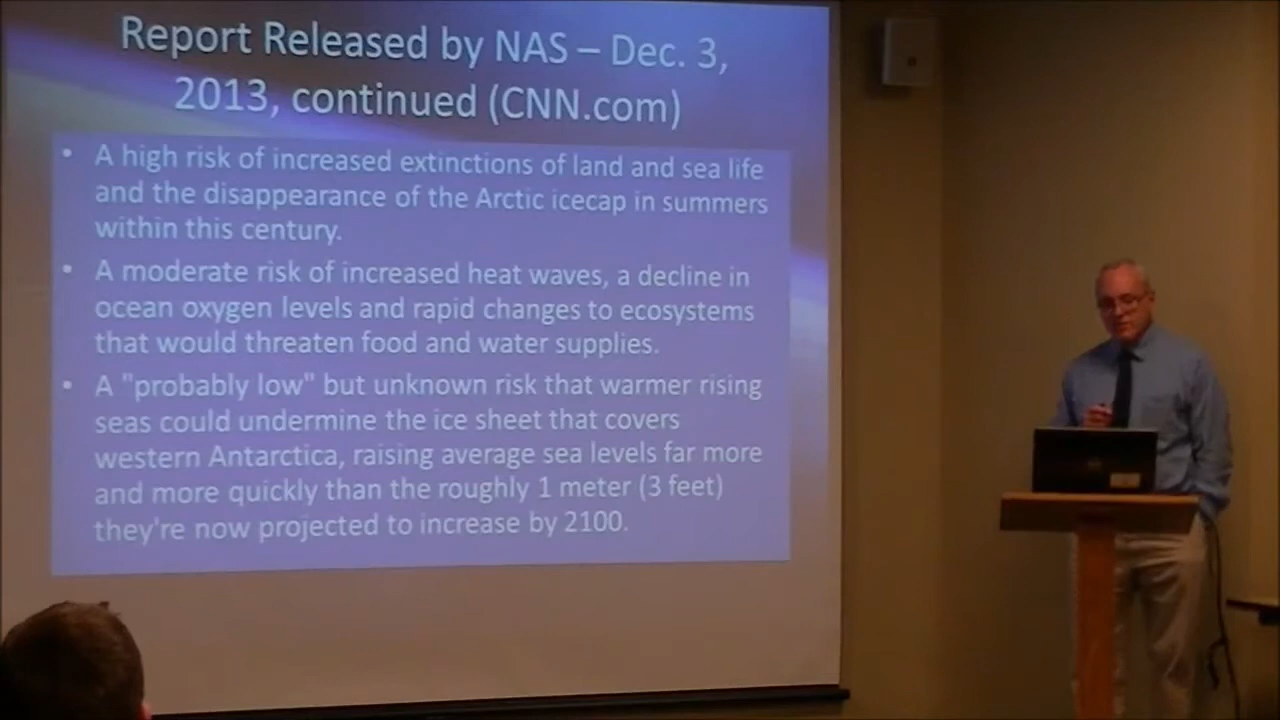 Report Released by NAS – Dec. 3,
2013, continued (CNN.com)
• A high risk of increased extinctions of land and sea life
and the disappearance of the Arctic icecap in summers
within this century.
• A moderate risk of increased heat waves, a decline in
ocean oxygen levels and rapid changes to ecosystems
that would threaten food and water supplies.
• A "probably low" but unknown risk that warmer rising
seas could undermine the ice sheet that covers
western Antarctica, raising average sea levels far more
and more quickly than the roughly 1 meter (3 feet)
they're now projected to increase by 2100.